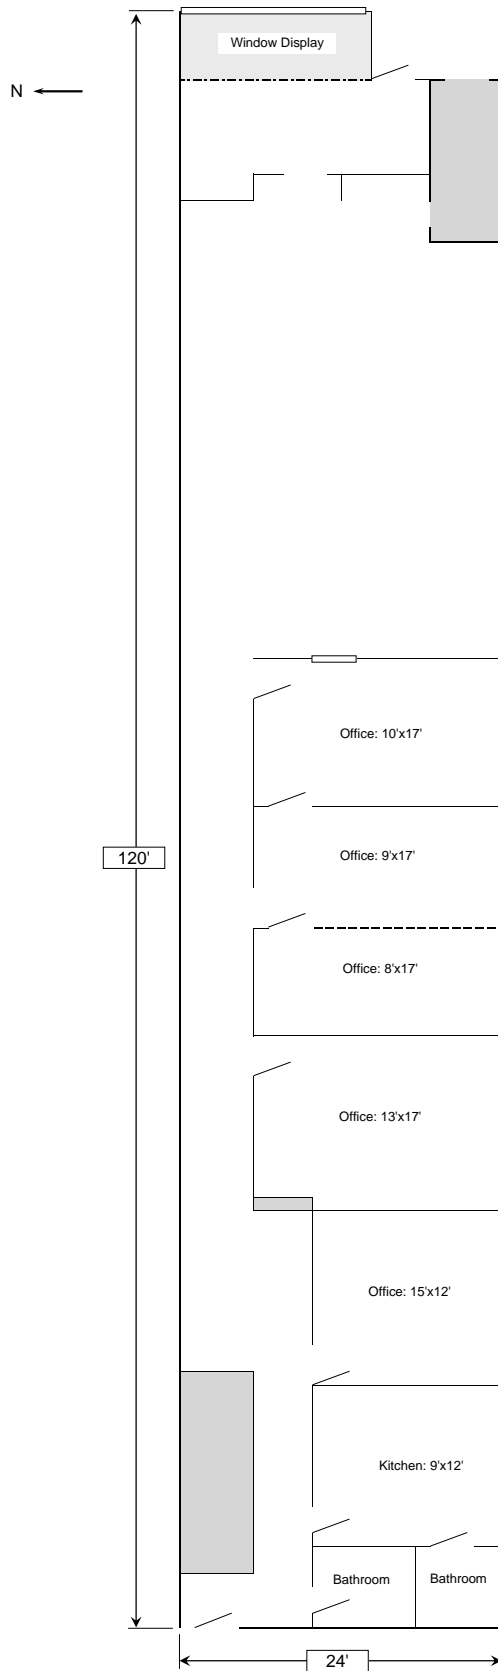 Window Display
N
Office: 10'x17'
120'
Office: 9'x17'
Office: 8'x17'
Office: 13'x17'
Office: 15'x12'
Kitchen: 9'x12'
Bathroom
Bathroom
24'